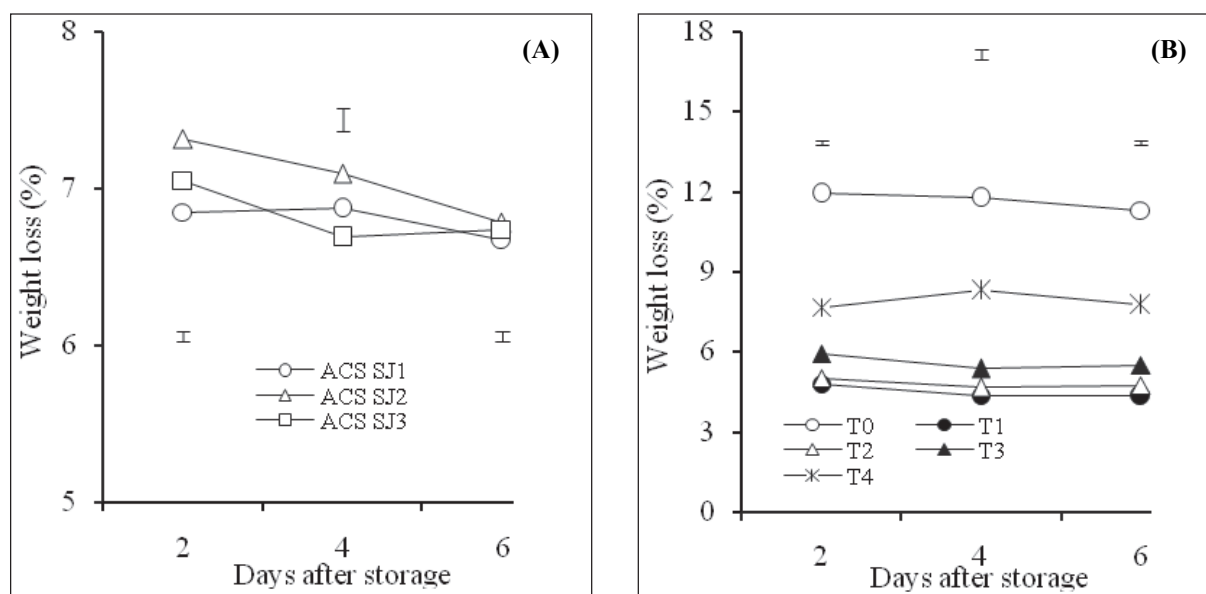 (A)
8
7
6
5
Weight loss (%)
ACS SJ1
ACS SJ2
ACS SJ3
2 4 6
Days after storage
(B)
18
15
12
9
6
3
0
Weight loss (%)
T0 T1
T2 T3
T4
2 4 6
Days after storage